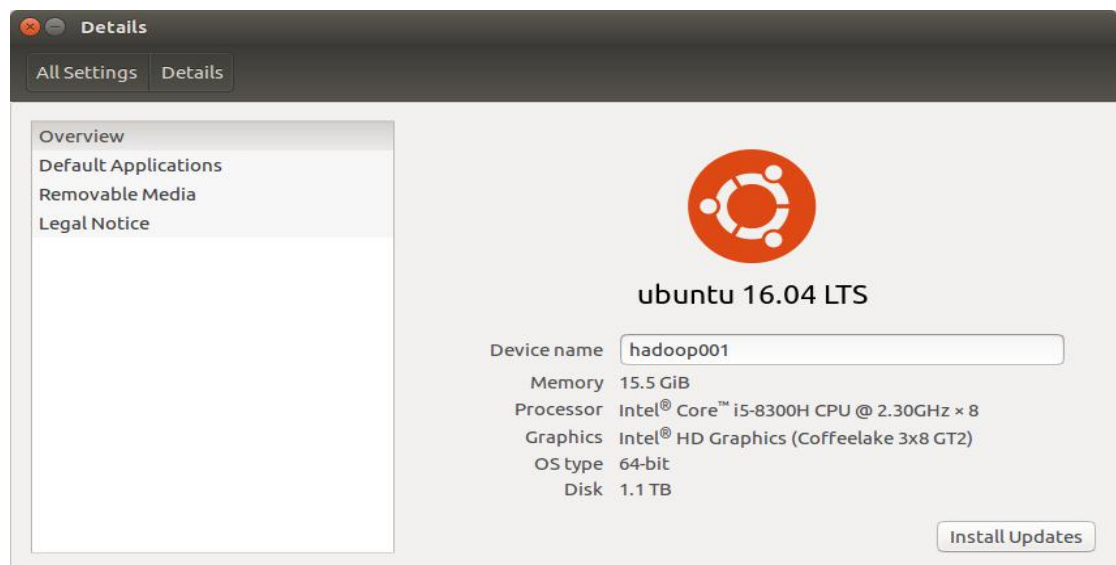 Details
All Settings Details
Overview
Default Applications
Removable Media
Legal Notice
ubuntu 16.04 LTS
Device name hadoop001
Memory 15.5 GiB
Processor Intel® Core™ i5-8300H CPU @ 2.30GHz × 8
Graphics Intel® HD Graphics (Coffeelake 3x8 GT2)
OS type 64-bit
Disk 1.1 TB
Install Updates